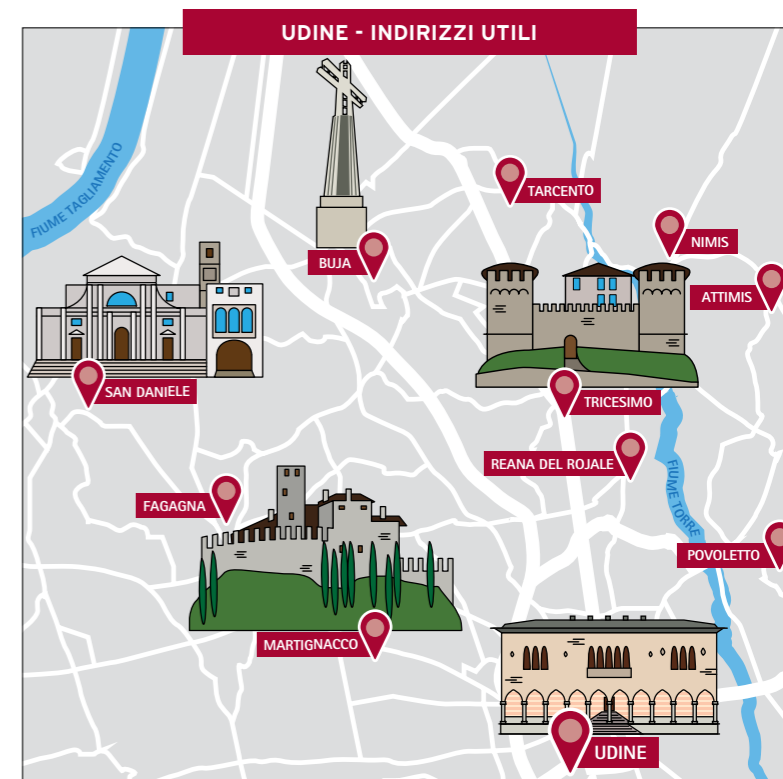 UDINE - INDIRIZZI UTILI
FIUME TAGLIAMENTO
TARCENTO
NIMIS
BUJA
ATTIMIS
SAN DANIELE
TRICESIMO
REANA DEL ROJALE
FIUME TORRE
FAGAGNA
POVOLETTO
MARTIGNACCO
UDINE